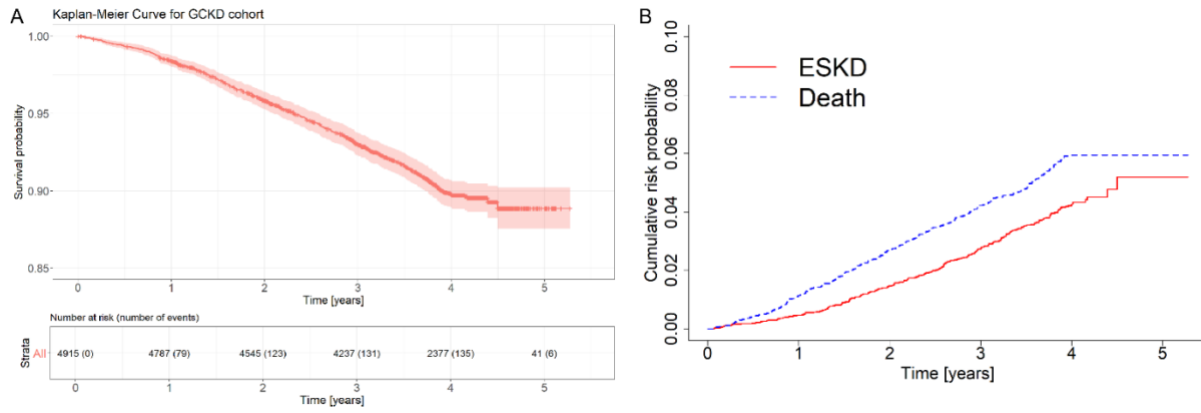 A
Kaplan-Meier Curve for GCKD cohort
Survival probability
1.00
0.95
0.90
0.85
0 1 2 3 4 5
Time [years]
Number at risk (number of events)
Strata
All 4915 (0) 4787 (79) 4545 (123) 4237 (131) 2377 (135) 41 (6)
0 1 2 3 4 5
Time [years]
B
Cumulative risk probability
0.10
0.08
0.06
0.04
0.02
0.00
ESKD
Death
0 1 2 3 4 5
Time [years]